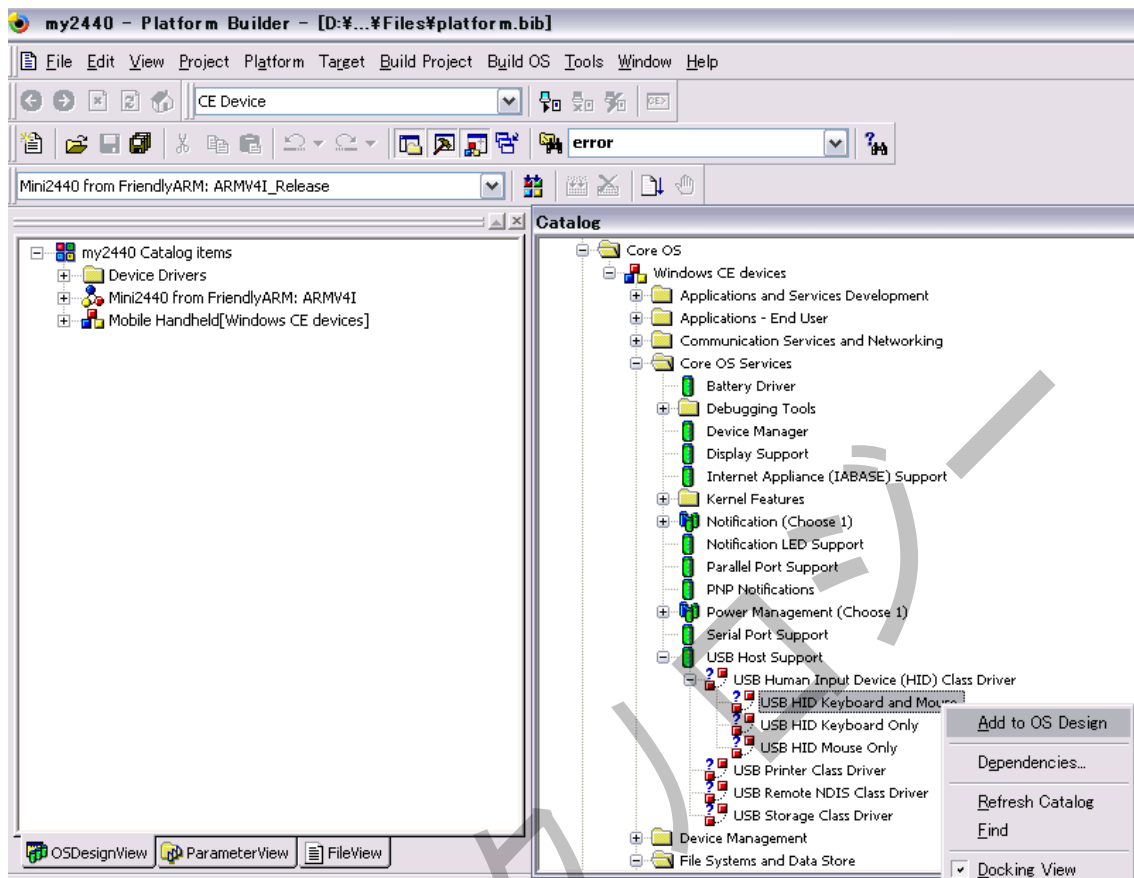 my2440 - Platform Builder - [D:¥...¥Files¥platform.bib]
File Edit View Project Platform Target Build Project Build OS Tools Window Help
CE Device
error
Mini2440 from FriendlyARM: ARMV4I_Release
my2440 Catalog items
Device Drivers
Mini2440 from FriendlyARM: ARMV4I
Mobile Handheld[Windows CE devices]
OSDesignView ParameterView FileView
Catalog
Core OS
Windows CE devices
Applications and Services Development
Applications - End User
Communication Services and Networking
Core OS Services
Battery Driver
Debugging Tools
Device Manager
Display Support
Internet Appliance (IABASE) Support
Kernel Features
Notification (Choose 1)
Notification LED Support
Parallel Port Support
PNP Notifications
Power Management (Choose 1)
Serial Port Support
USB Host Support
USB Human Input Device (HID) Class Driver
USB HID Keyboard and Mouse
USB HID Keyboard Only
USB HID Mouse Only
USB Printer Class Driver
USB Remote NDIS Class Driver
USB Storage Class Driver
Device Management
File Systems and Data Store
Add to OS Design
Dependencies...
Refresh Catalog
Find
Docking View